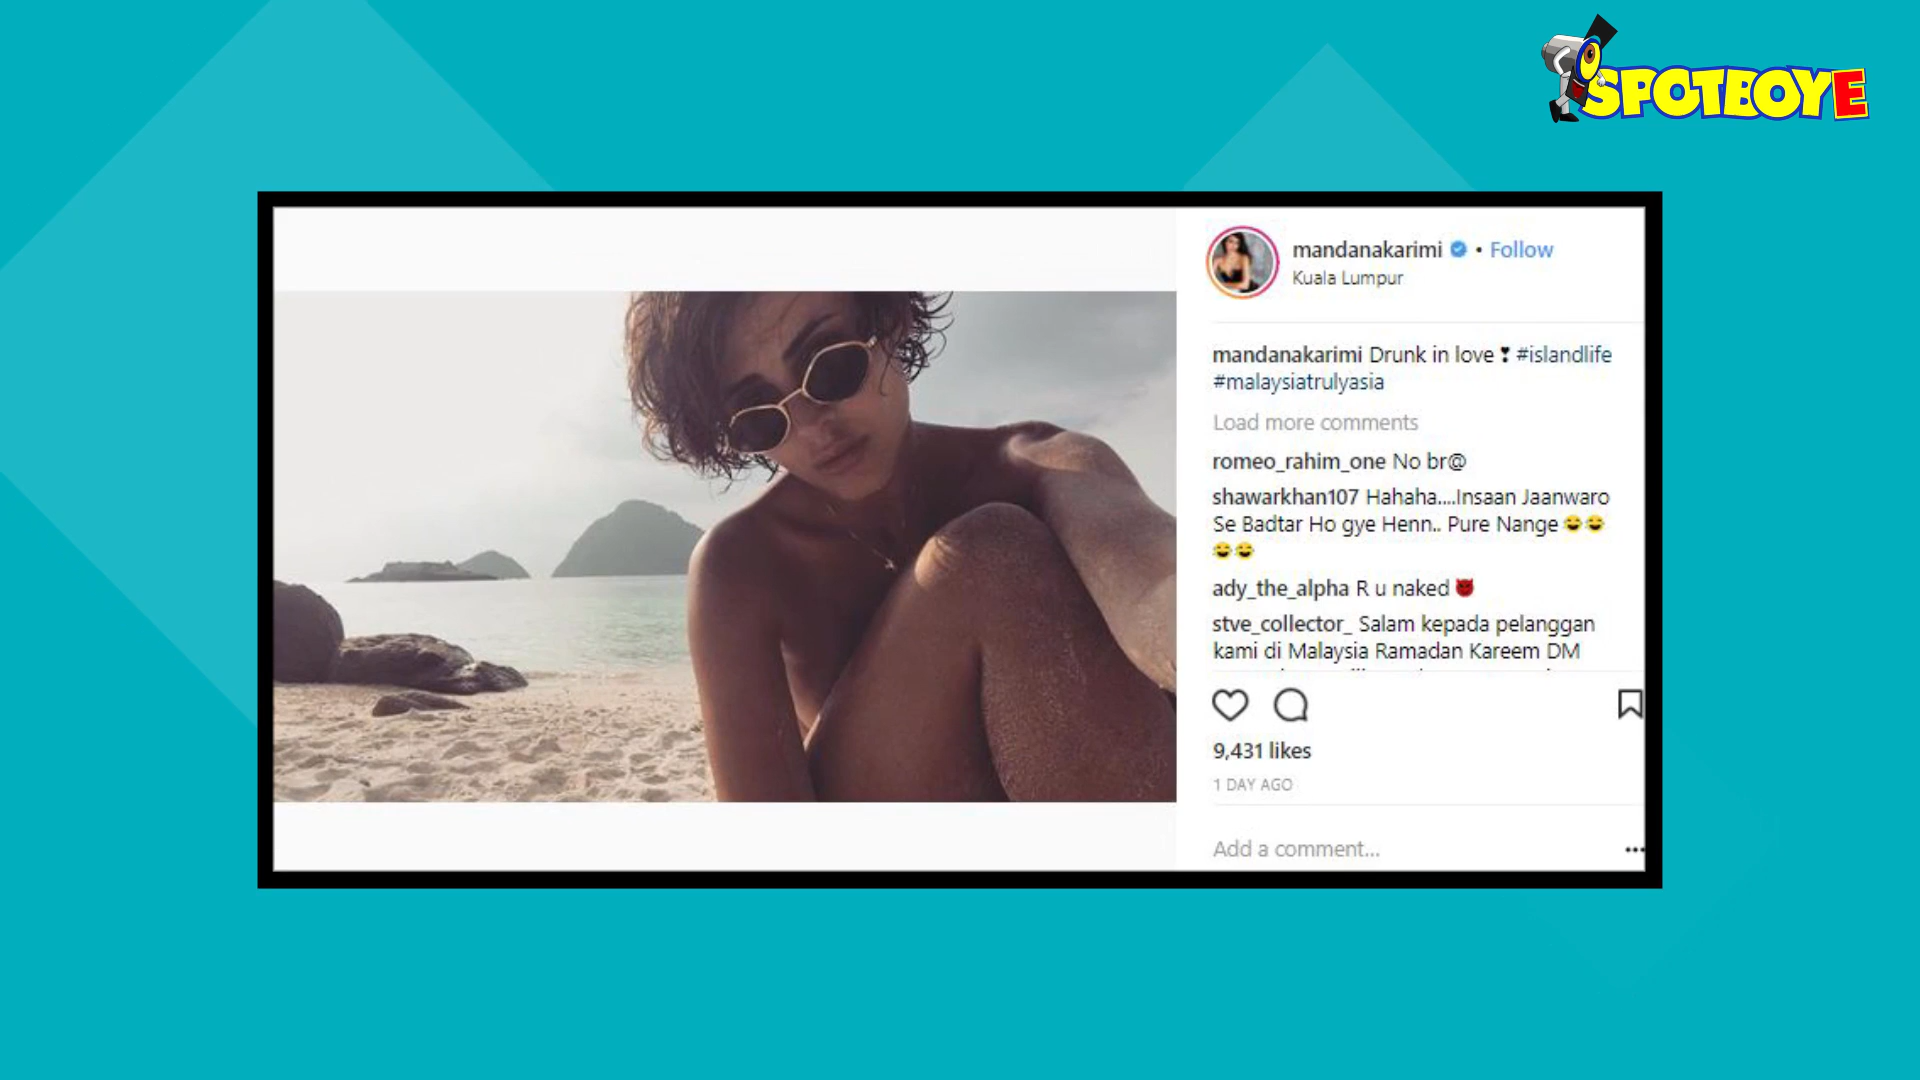 SPOTBOYE
mandanakarimi • Follow
Kuala Lumpur
mandanakarimi Drunk in love ❣ #islandlife
#malaysiatrulyasia
Load more comments
romeo_rahim_one No br@
shawarkhan107 Hahaha....Insaan Jaanwaro
Se Badtar Ho gye Henn.. Pure Nange 😂😂
😂😂
ady_the_alpha R u naked 👿
stve_collector_ Salam kepada pelanggan
kami di Malaysia Ramadan Kareem DM
9,431 likes
1 DAY AGO
Add a comment...